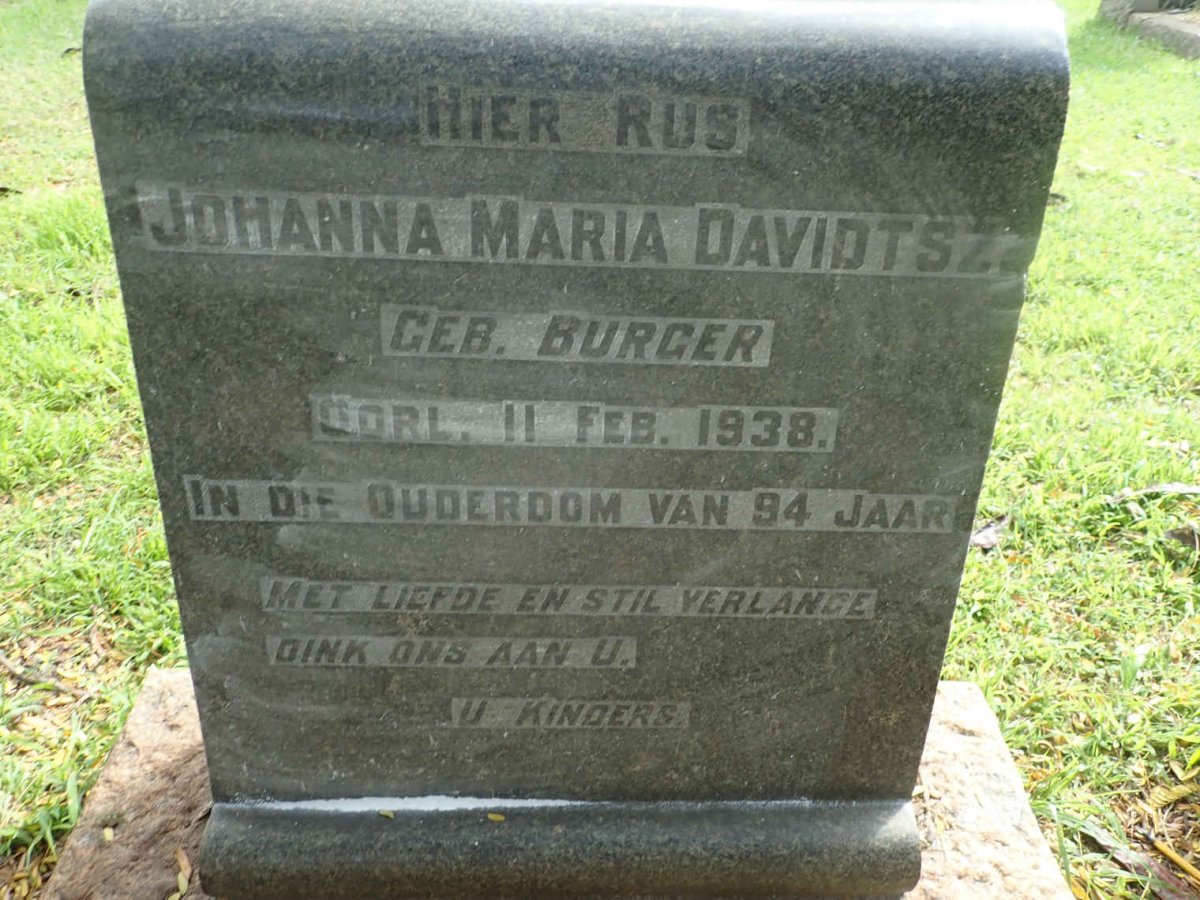 HIER RUS
JOHANNA MARIA DAVIDTSZ.
GEB. BURGER
OORL. 11 FEB. 1938.
IN DIE OUDERDOM VAN 94 JAAR
MET LIEFDE EN STIL VERLANGE
DINK ONS AAN U.
U KINDERS.